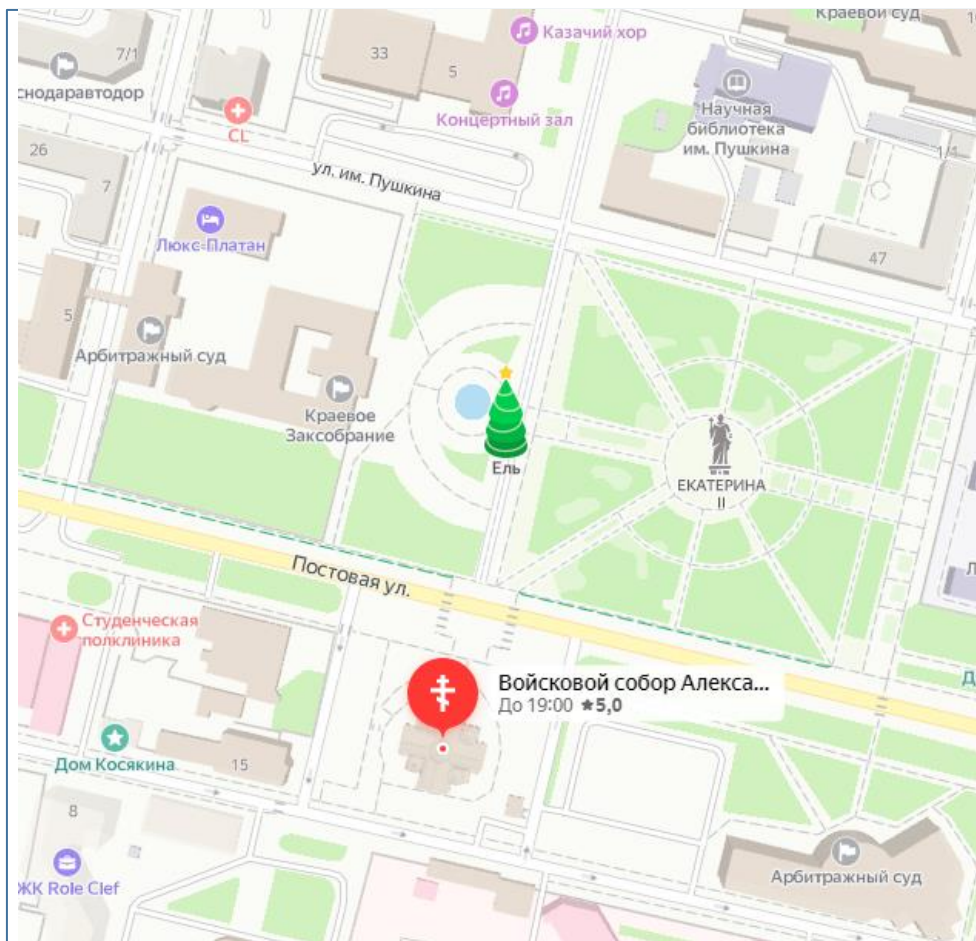 Краевой суд
Казачий хор
33
5
7/1
снодаравтодор
Концертный зал
CL
Научная
библиотека
им. Пушкина
1/1
26
7
ул. им. Пушкина
Люкс-Платан
47
5
Арбитражный суд
Краевое
Заксобрание
Ель
ЕКАТЕРИНА
II
Постовая ул.
Студенческая
полклиника
Войсковой собор Алекса...
До 19:00 ★5,0
Дом Косякина
15
8
ЖК Role Clef
Арбитражный суд